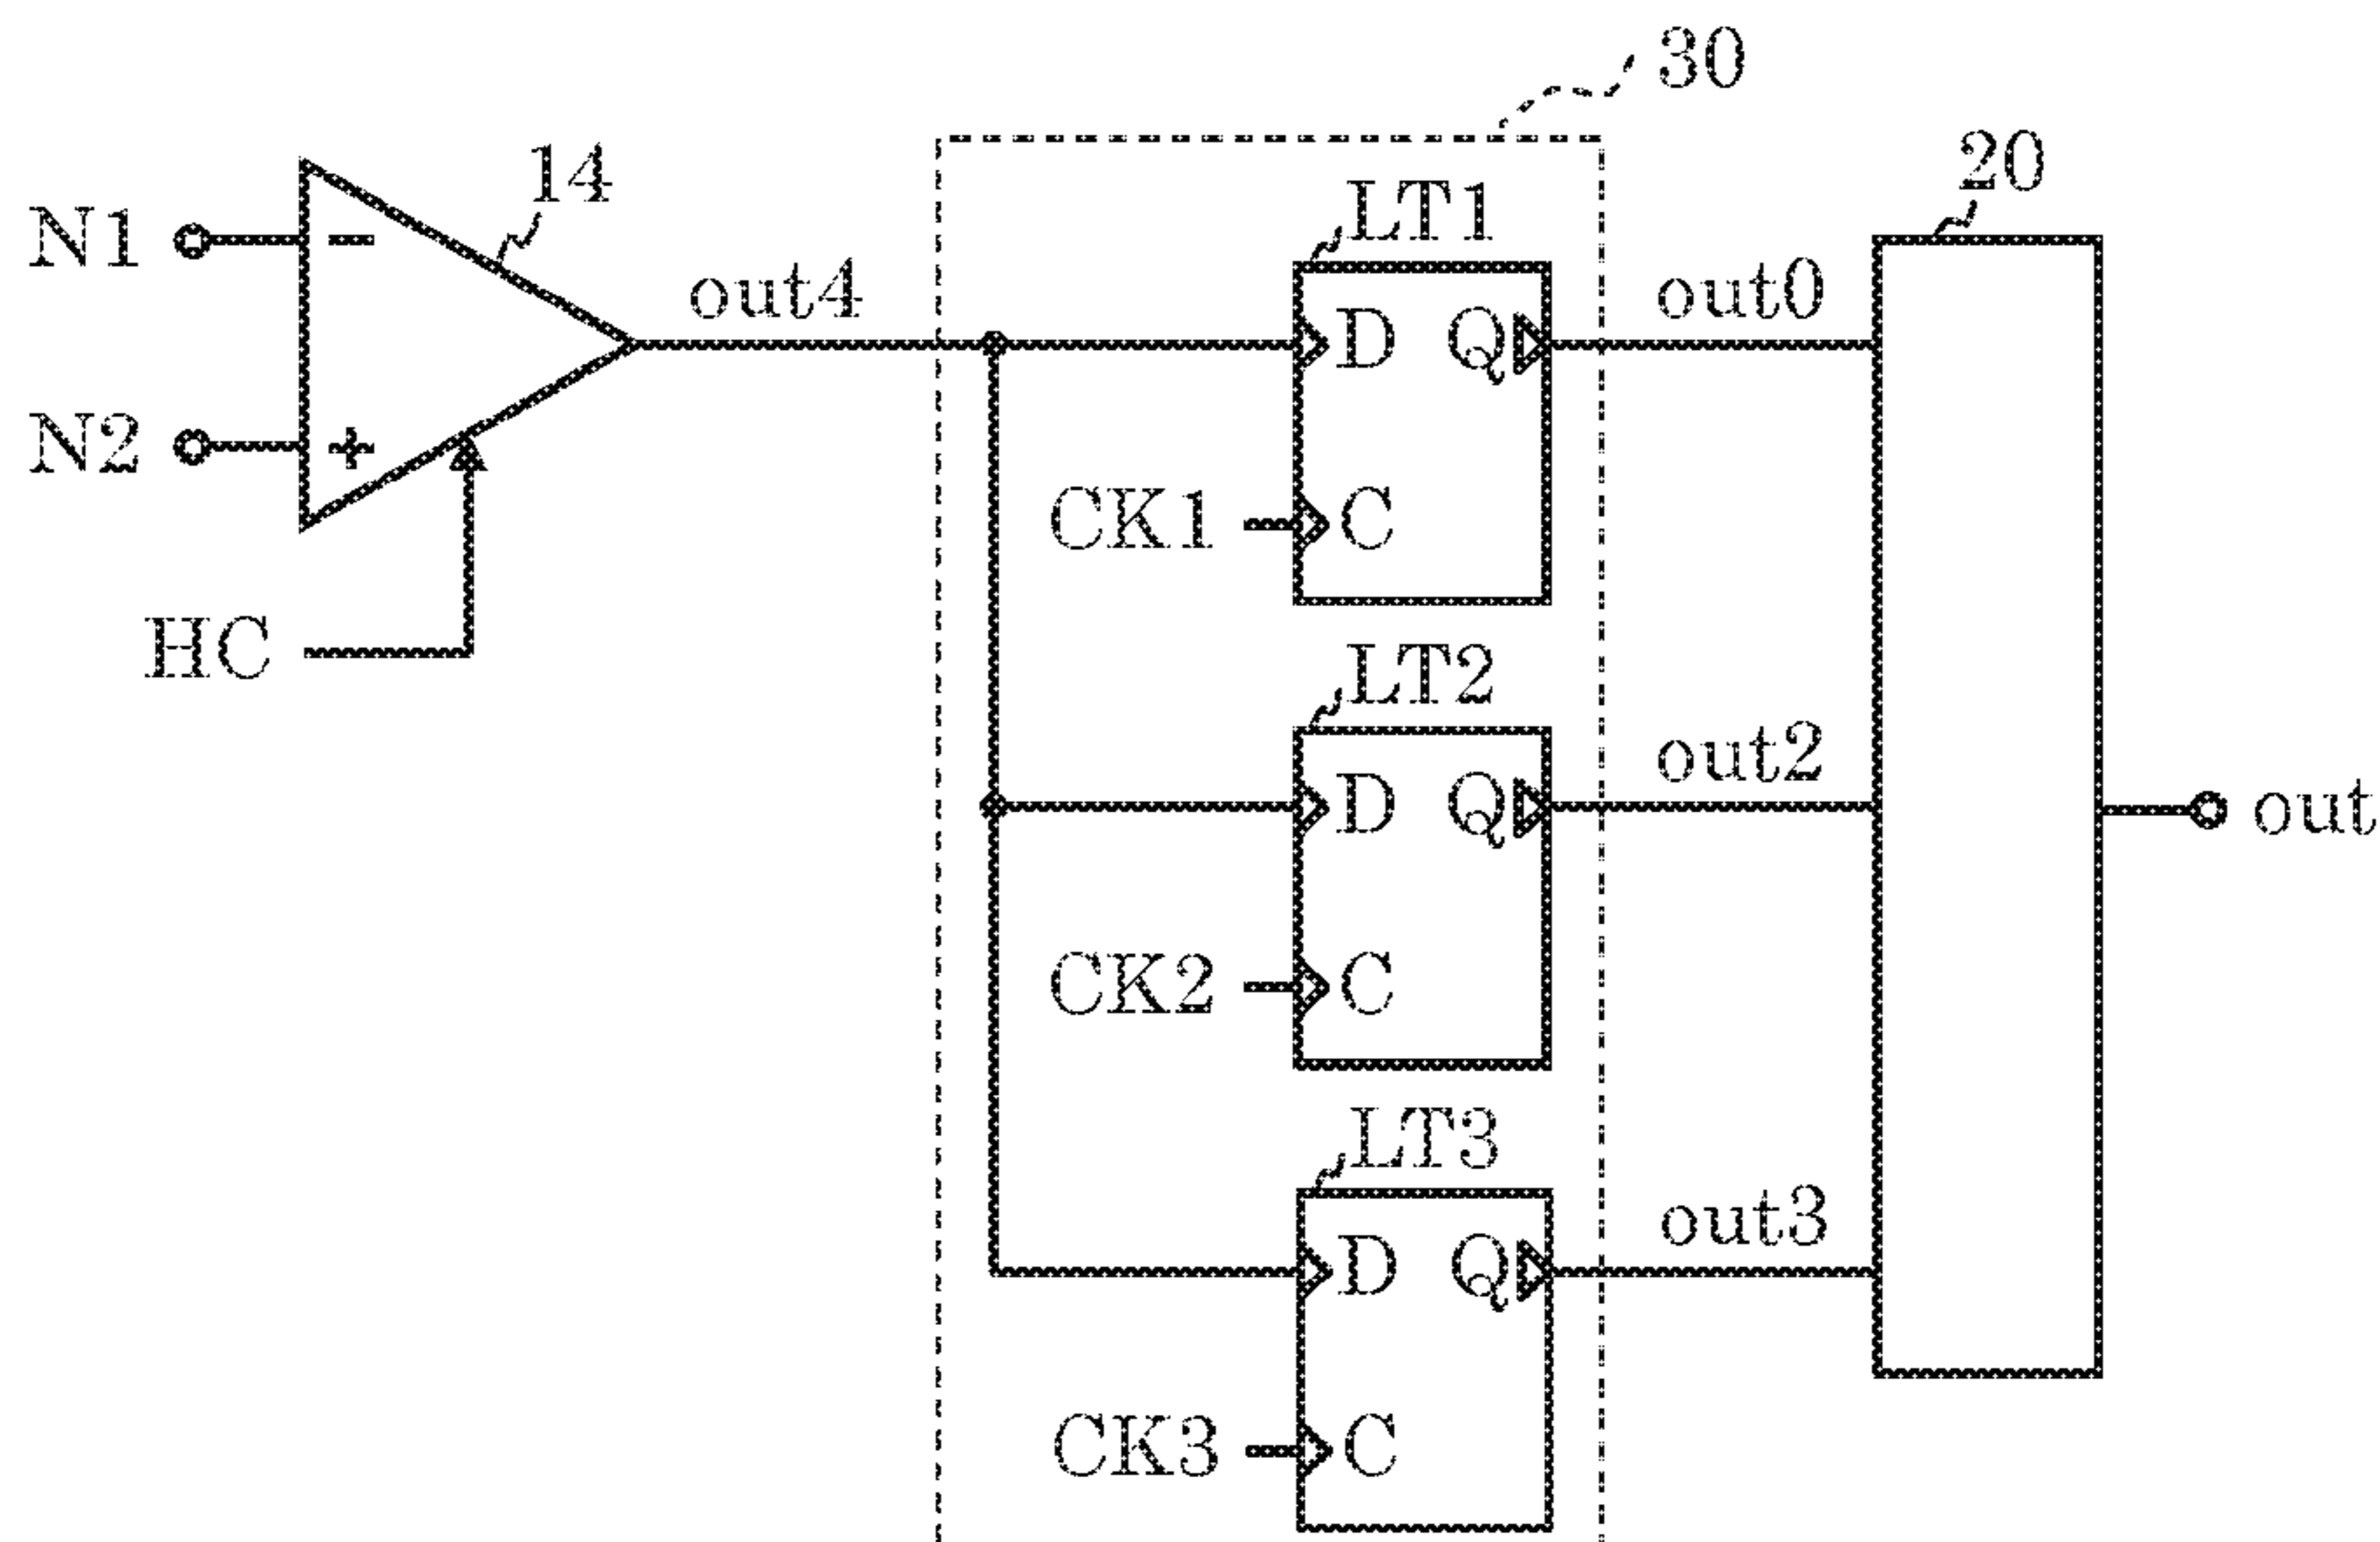 30
14
20
N1
−
LT1
out4
out0
D Q
N2
+
CK1
C
HC
LT2
out2
D Q
out
CK2
C
LT3
out3
D Q
CK3
C